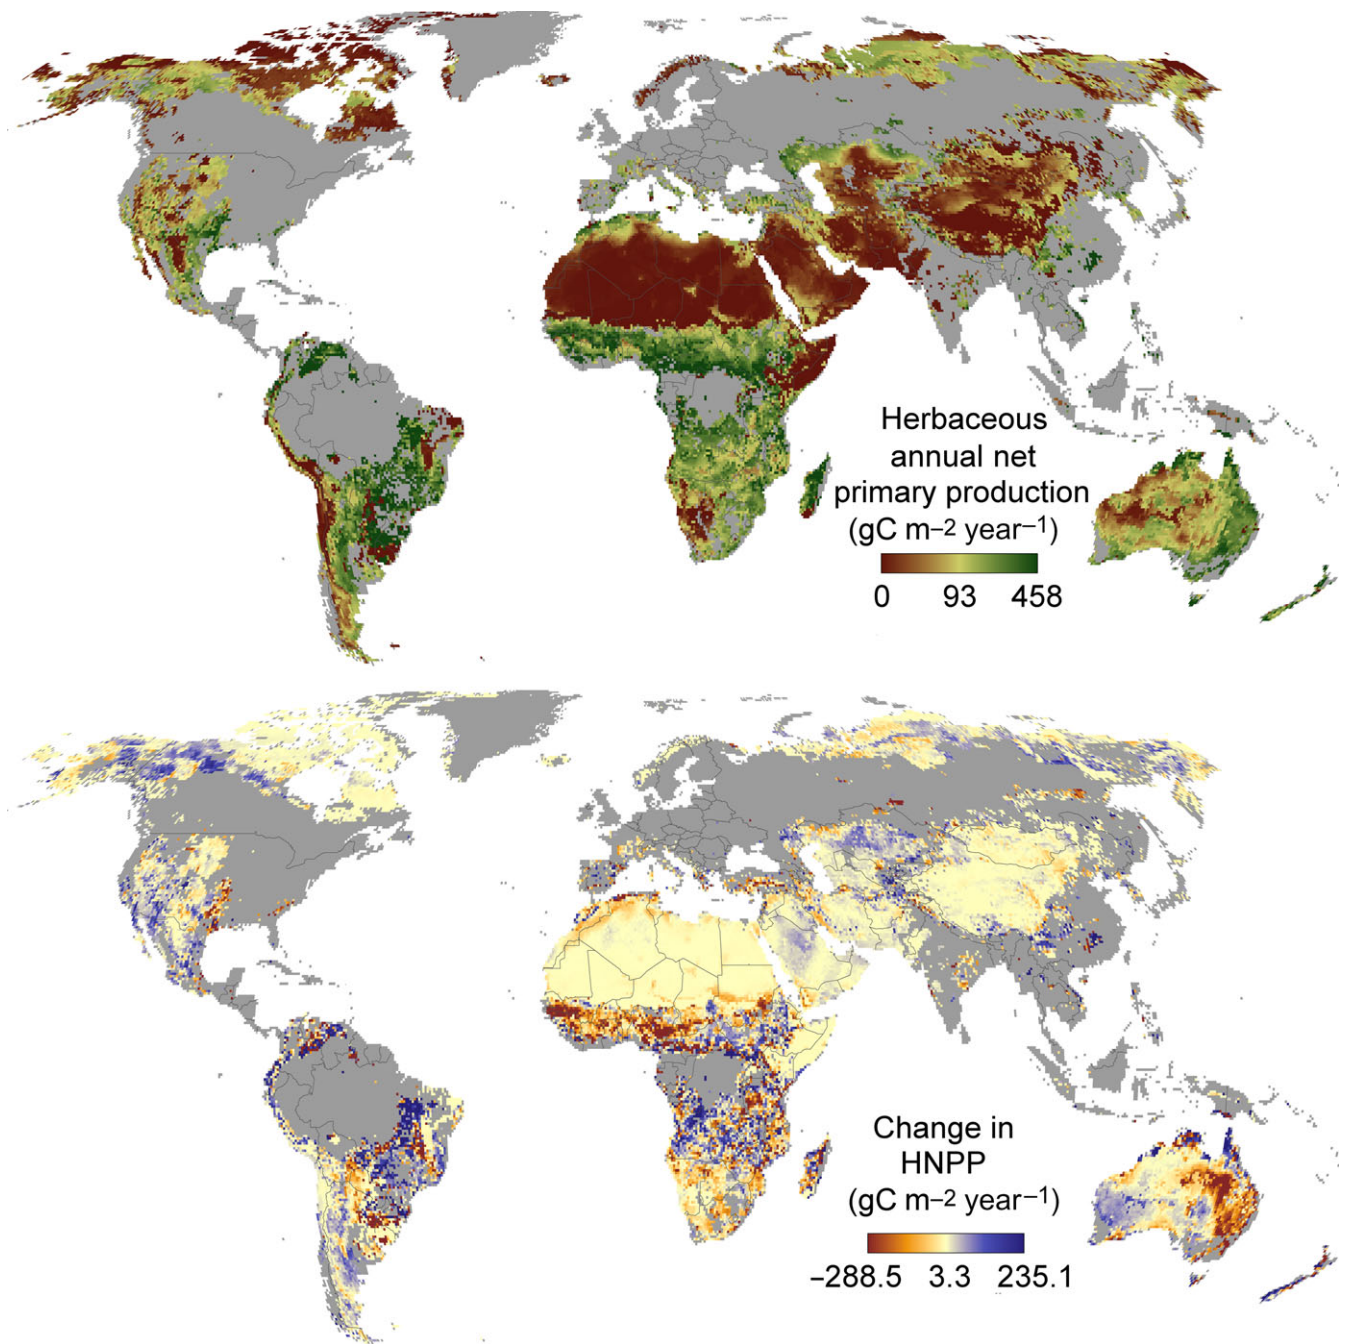 Herbaceous
annual net
primary production
(gC m–2 year–1)
0 93 458
Change in
HNPP
(gC m–2 year–1)
–288.5 3.3 235.1